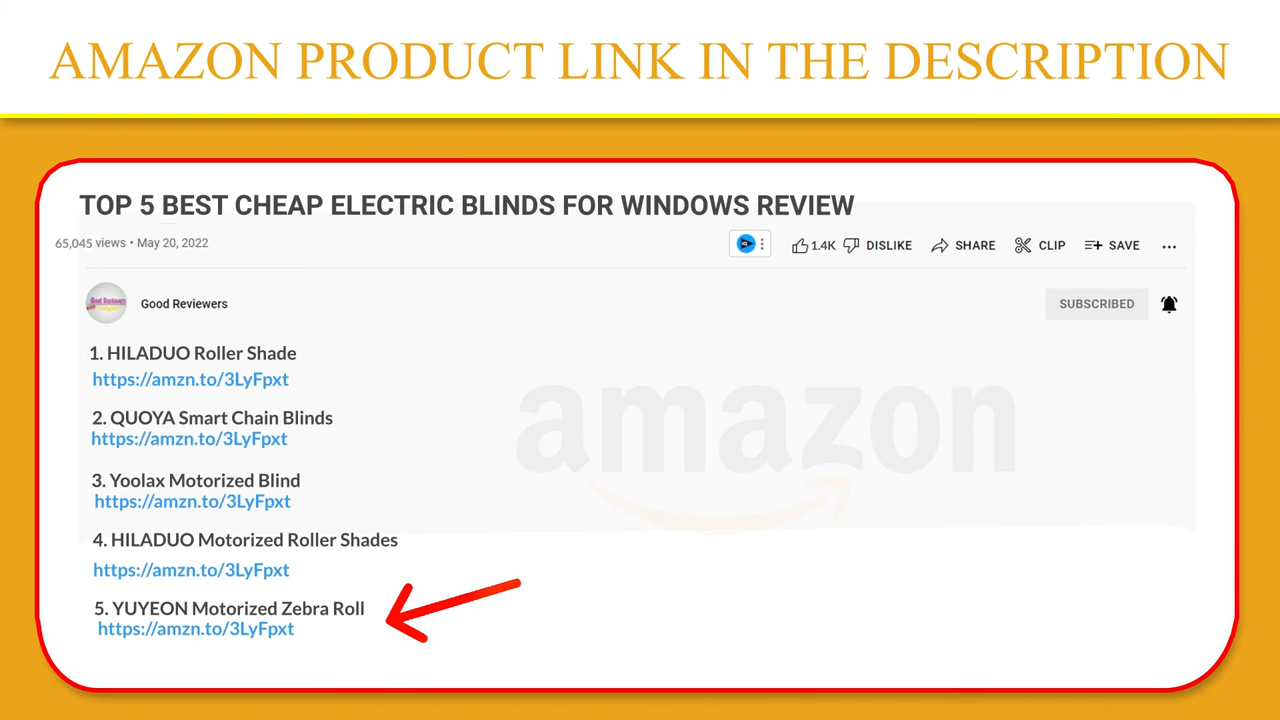 AMAZON PRODUCT LINK IN THE DESCRIPTION
TOP 5 BEST CHEAP ELECTRIC BLINDS FOR WINDOWS REVIEW
65,045 views • May 20, 2022
1.4K DISLIKE SHARE CLIP SAVE ...
Good Reviewers
SUBSCRIBED
1. HILADUO Roller Shade
https://amzn.to/3LyFpxt
2. QUOYA Smart Chain Blinds
https://amzn.to/3LyFpxt
3. Yoolax Motorized Blind
https://amzn.to/3LyFpxt
4. HILADUO Motorized Roller Shades
https://amzn.to/3LyFpxt
5. YUYEON Motorized Zebra Roll
https://amzn.to/3LyFpxt
amazon